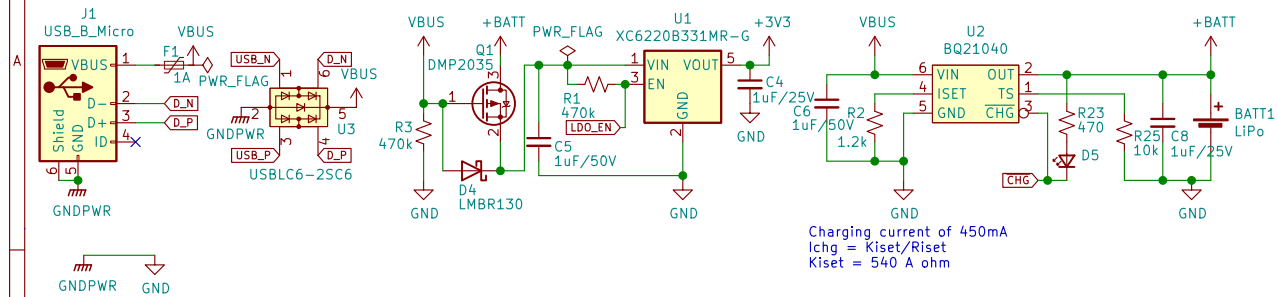 A
J1
USB_B_Micro
VBUS
D-
D+
ID
Shield
GND
1
2
3
4
6
5
GNDPWR
F1
1A
VBUS
PWR_FLAG
D_N
D_P
GNDPWR
GND
USB_N
D_N
1
6
VBUS
2
5
GNDPWR
U3
3
4
USB_P
D_P
USBLC6-2SC6
VBUS
+BATT
Q1
DMP2035
3
1
2
R3
470k
D4
LMBR130
GND
PWR_FLAG
R1
470k
LDO_EN
C5
1uF/50V
U1
XC6220B331MR-G
1
VIN
VOUT
5
3
EN
GND
2
GND
+3V3
C4
1uF/25V
GND
VBUS
C6
1uF/50V
R2
1.2k
GND
U2
BQ21040
6
VIN
OUT
2
4
ISET
TS
1
5
GND
CHG
3
R23
470
D5
CHG
R25
10k
C8
1uF/25V
GND
+BATT
+
BATT1
LiPo
Charging current of 450mA
Ichg = Kiset/Riset
Kiset = 540 A ohm